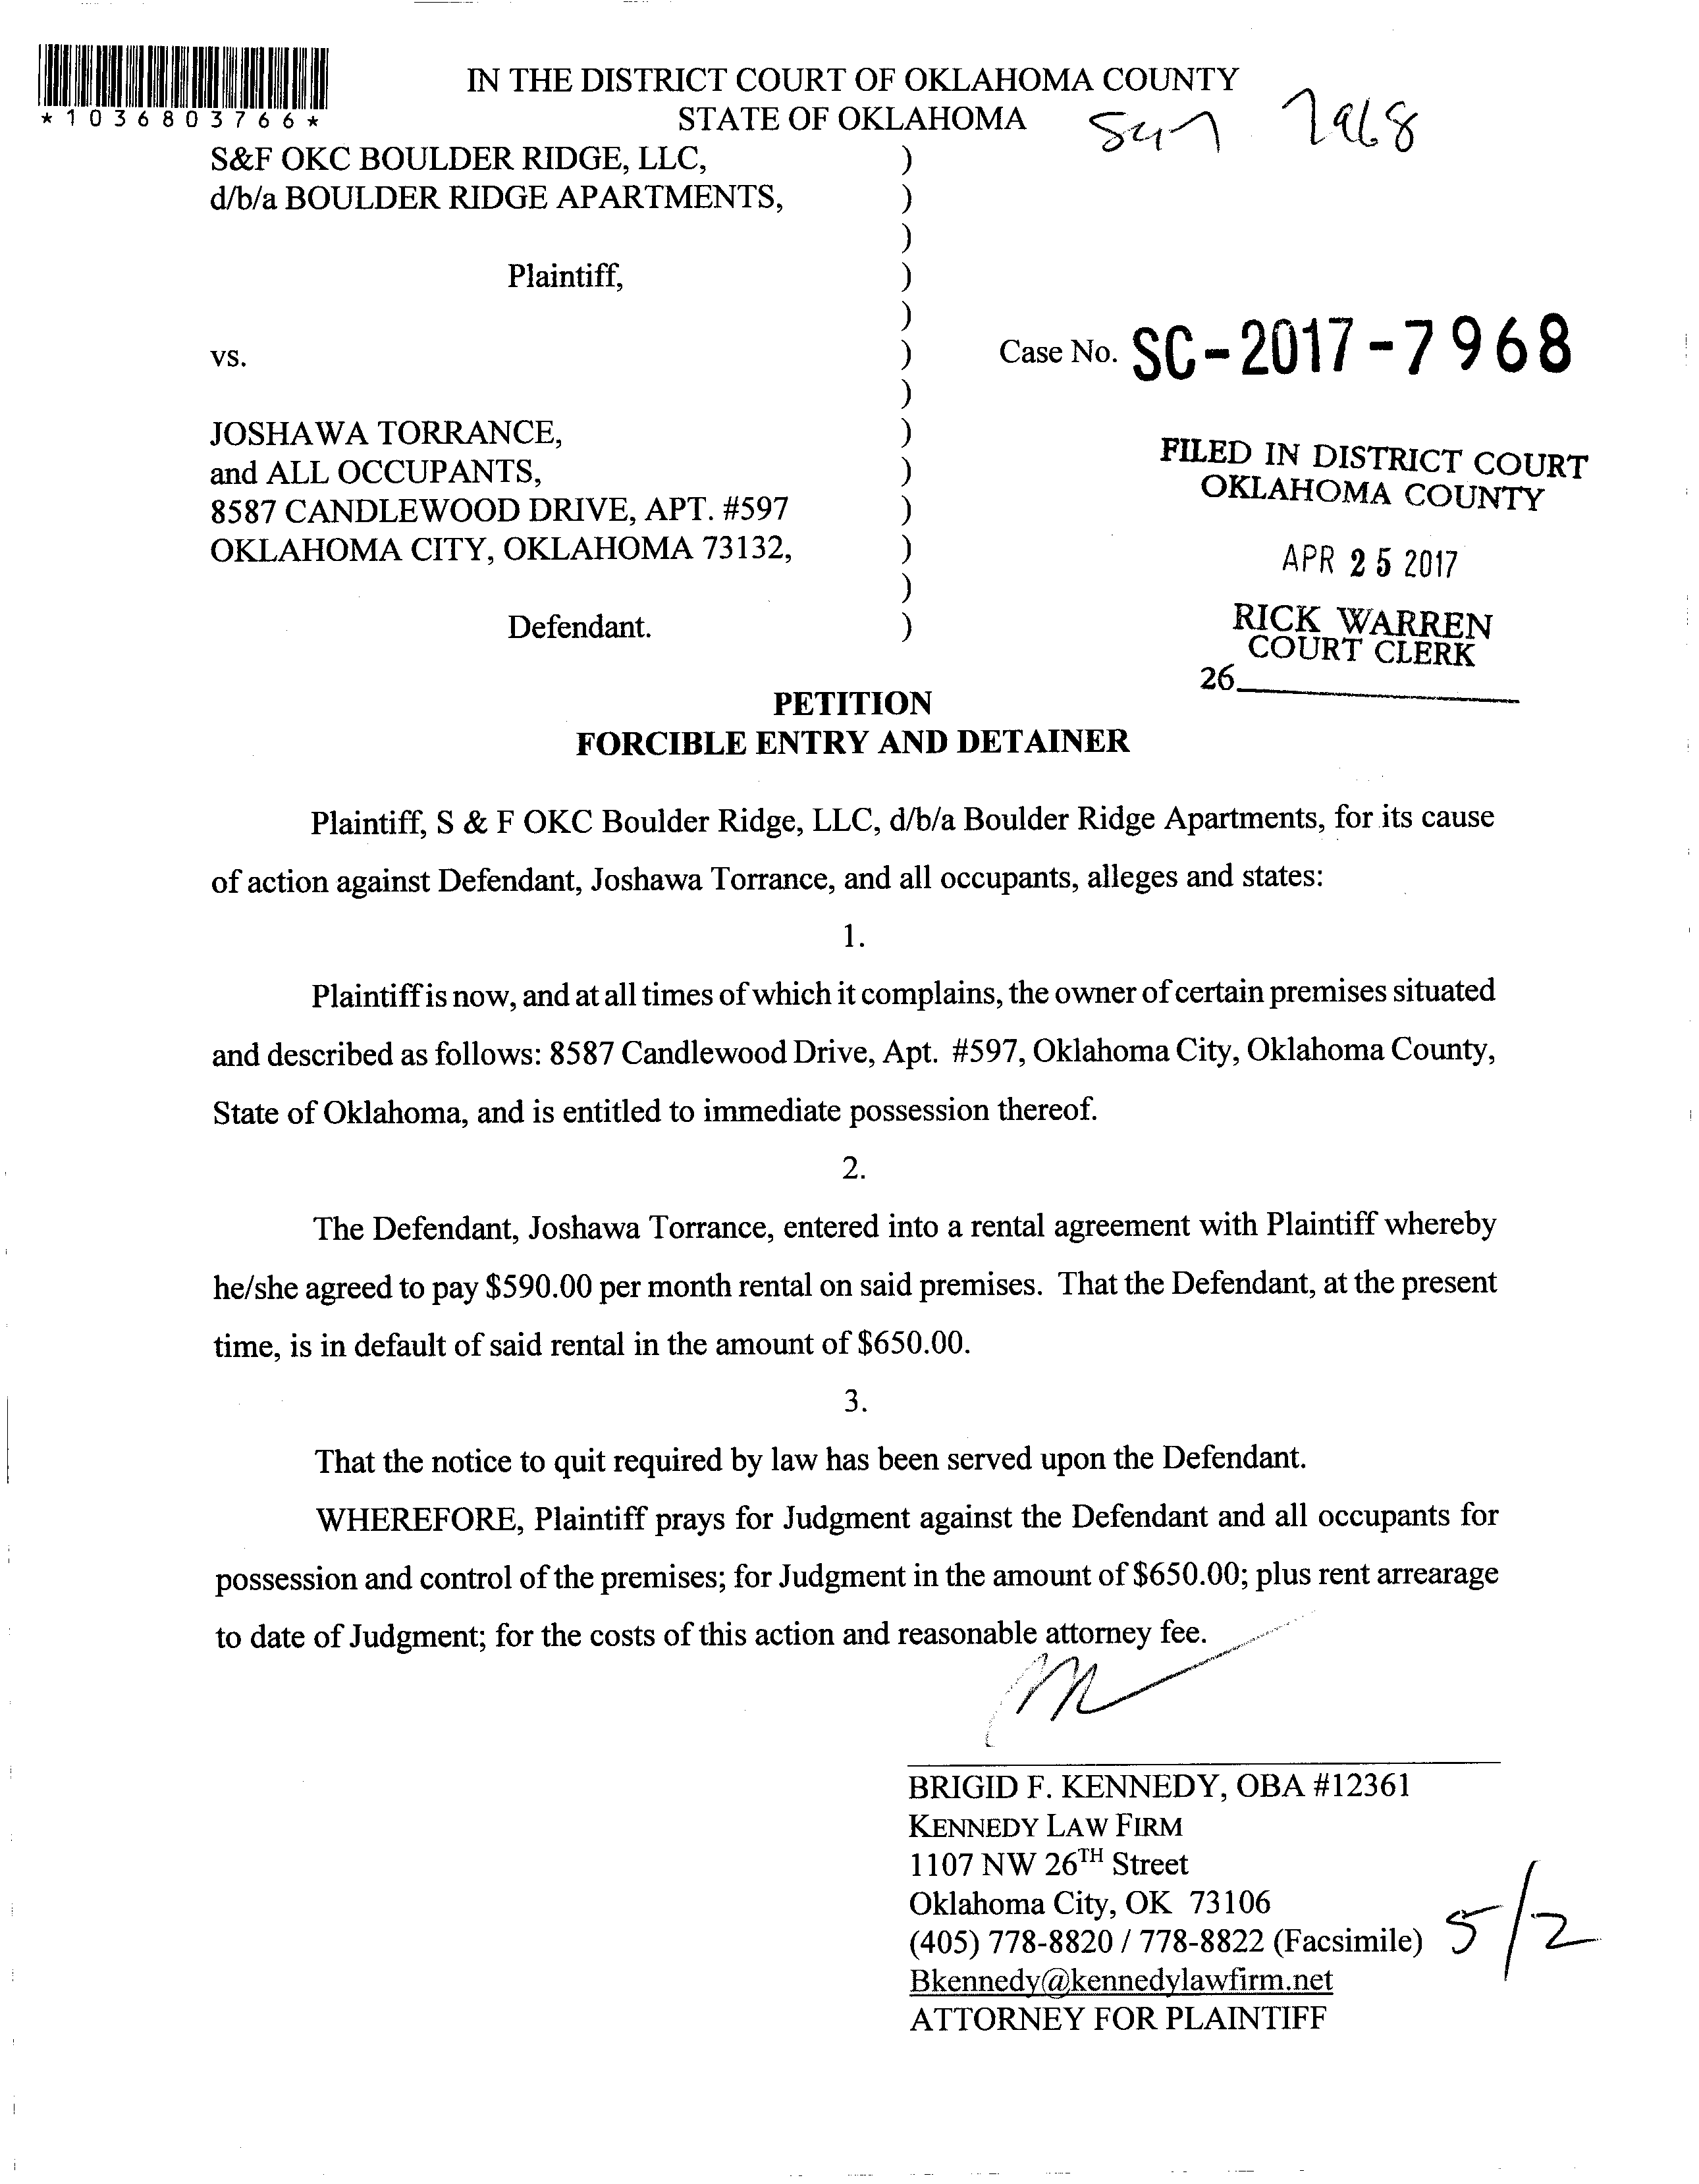 *1036803766*
IN THE DISTRICT COURT OF OKLAHOMA COUNTY
STATE OF OKLAHOMA
7968
S&F OKC BOULDER RIDGE, LLC, )
d/b/a BOULDER RIDGE APARTMENTS, )
)
Plaintiff, )
)
vs. )
Case No. SC-2017-7968
)
JOSHAWA TORRANCE, )
and ALL OCCUPANTS, )
8587 CANDLEWOOD DRIVE, APT. #597 )
OKLAHOMA CITY, OKLAHOMA 73132, )
)
Defendant. )
FILED IN DISTRICT COURT
OKLAHOMA COUNTY
APR 25 2017
RICK WARREN
COURT CLERK
26
PETITION
FORCIBLE ENTRY AND DETAINER
Plaintiff, S & F OKC Boulder Ridge, LLC, d/b/a Boulder Ridge Apartments, for its cause
of action against Defendant, Joshawa Torrance, and all occupants, alleges and states:
1.
Plaintiff is now, and at all times of which it complains, the owner of certain premises situated
and described as follows: 8587 Candlewood Drive, Apt. #597, Oklahoma City, Oklahoma County,
State of Oklahoma, and is entitled to immediate possession thereof.
2.
The Defendant, Joshawa Torrance, entered into a rental agreement with Plaintiff whereby
he/she agreed to pay $590.00 per month rental on said premises. That the Defendant, at the present
time, is in default of said rental in the amount of $650.00.
3.
That the notice to quit required by law has been served upon the Defendant.
WHEREFORE, Plaintiff prays for Judgment against the Defendant and all occupants for
possession and control of the premises; for Judgment in the amount of $650.00; plus rent arrearage
to date of Judgment; for the costs of this action and reasonable attorney fee.
BRIGID F. KENNEDY, OBA #12361
KENNEDY LAW FIRM
1107 NW 26TH Street
Oklahoma City, OK 73106
(405) 778-8820 / 778-8822 (Facsimile)
Bkennedy@kennedylawfirm.net
ATTORNEY FOR PLAINTIFF
5/2